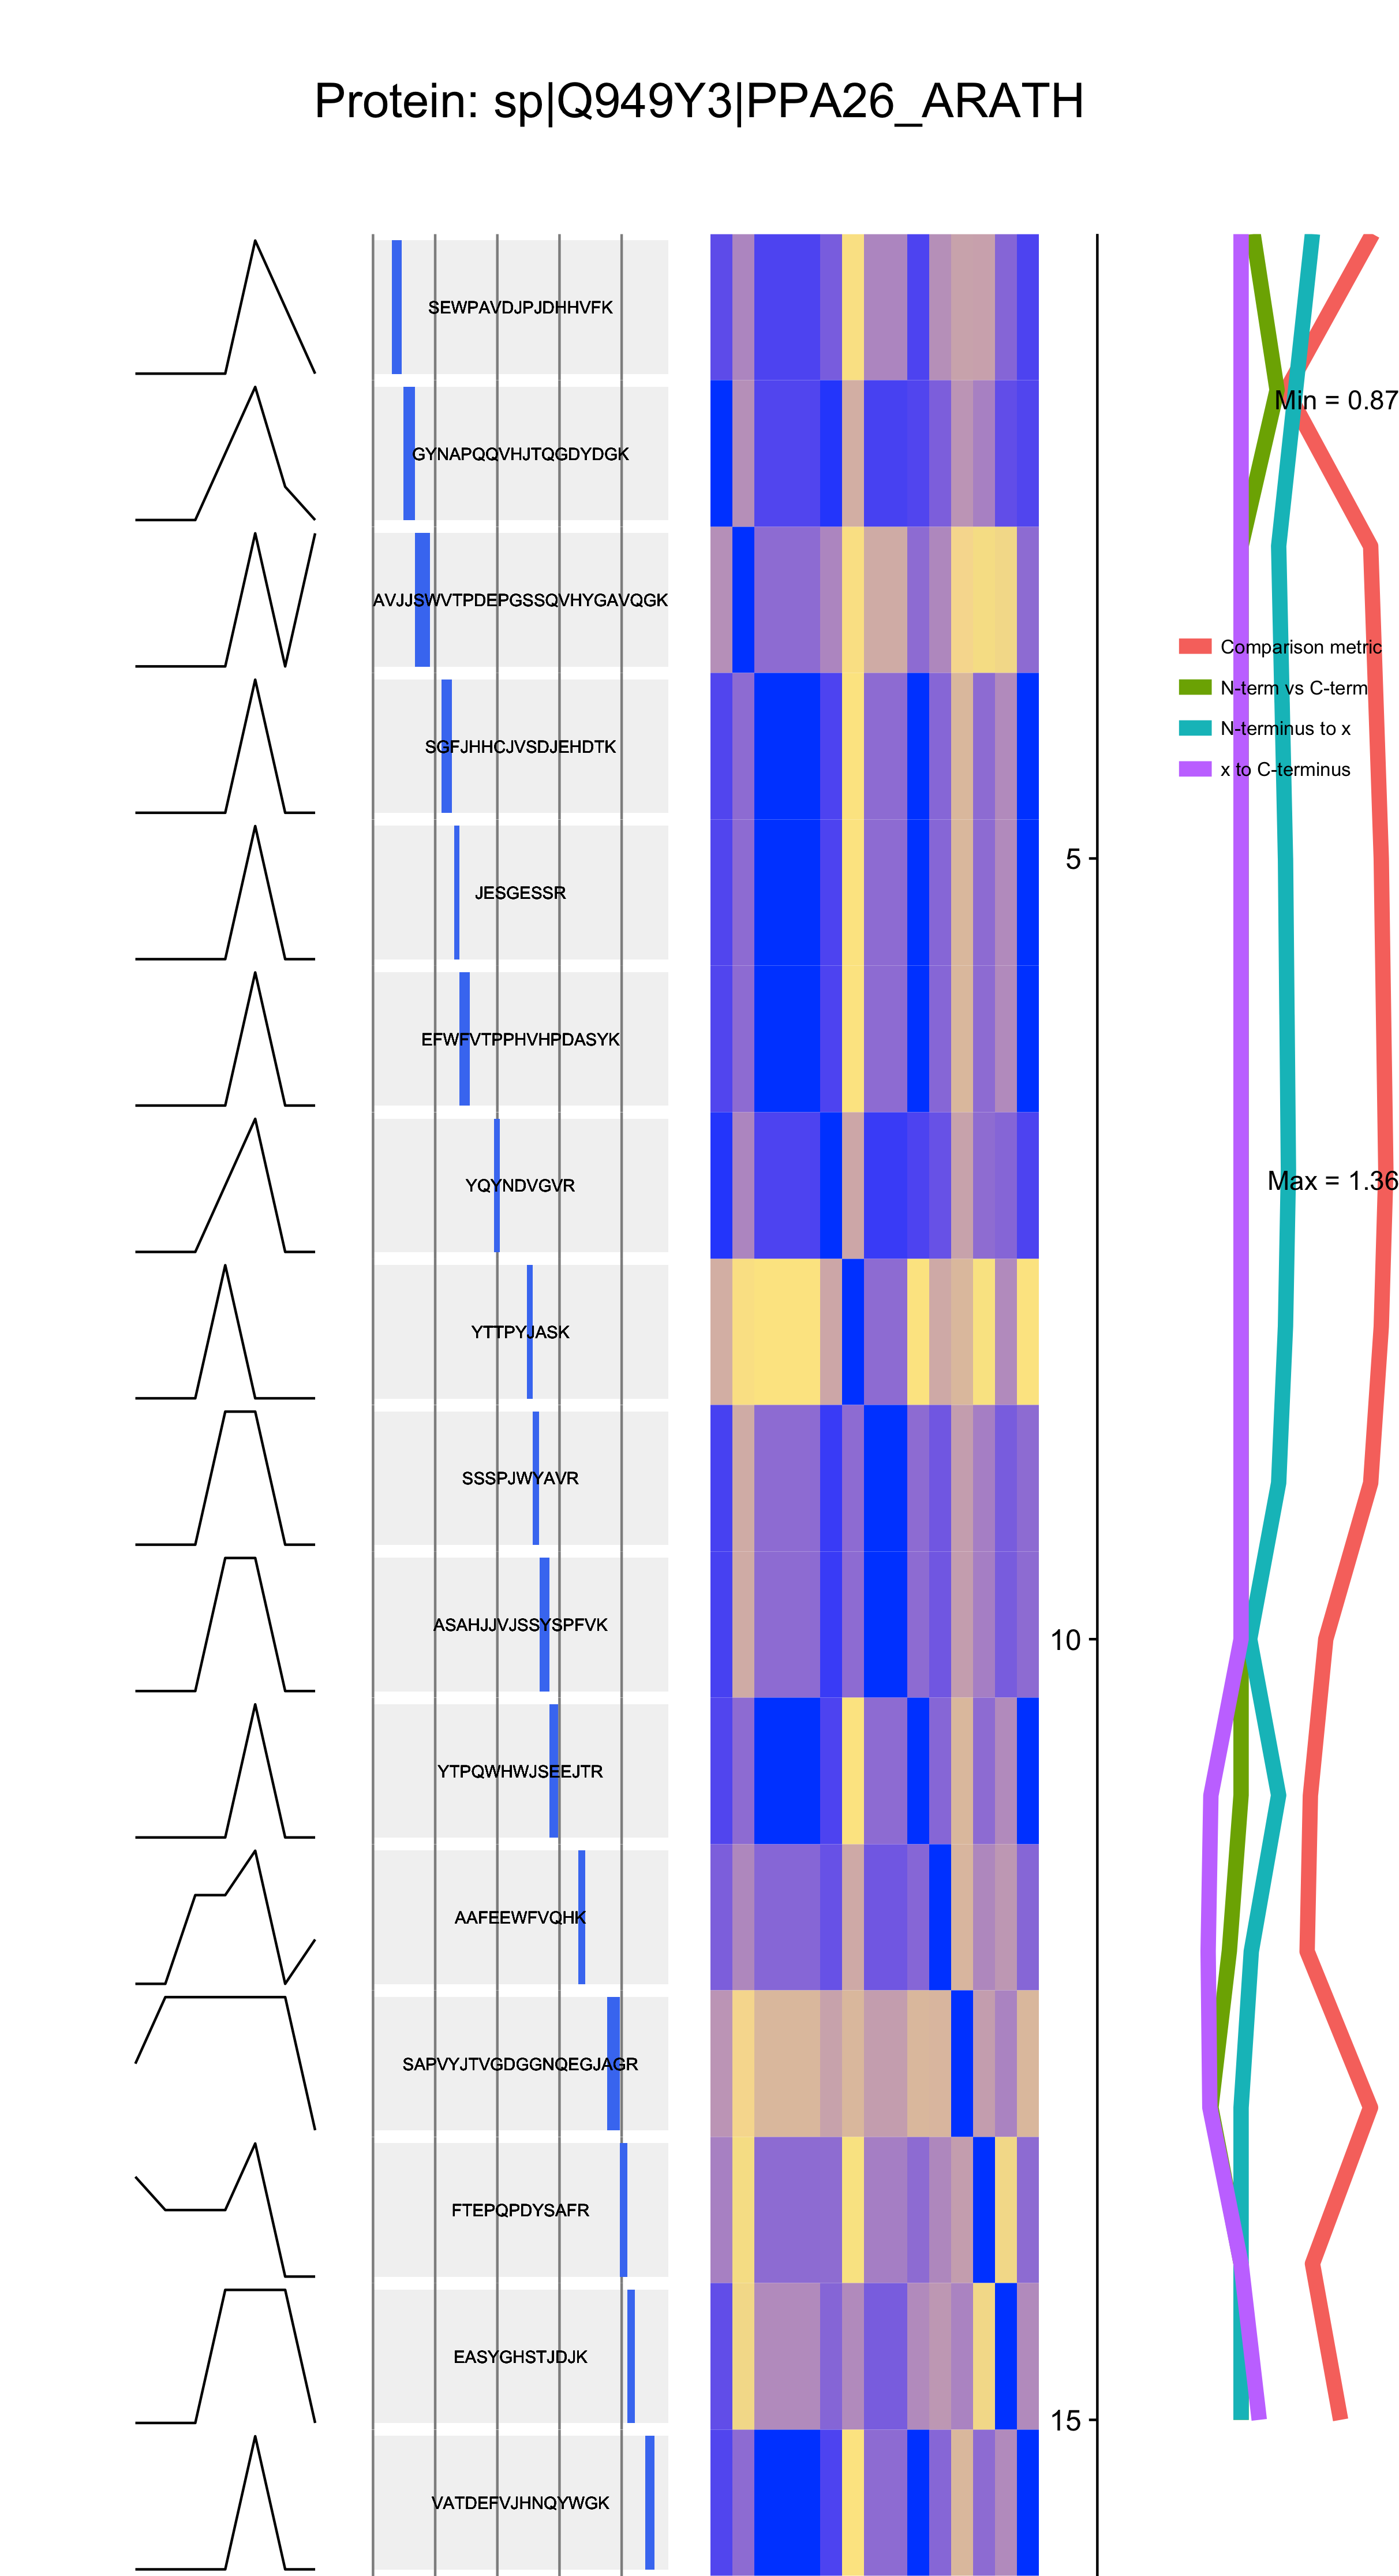 Protein: sp|Q949Y3|PPA26_ARATH
SEWPAVDJPJDHHVFK
Min = 0.87
GYNAPQQVHJTQGDYDGK
AVJJSWVTPDEPGSSQVHYGAVQGK
Comparison metric
N-term vs C-term
N-terminus to x
SGFJHHCJVSDJEHDTK
x to C-terminus
5
JESGESSR
EFWFVTPPHVHPDASYK
Max = 1.36
YQYNDVGVR
YTTPYJASK
SSSPJWYAVR
ASAHJJVJSSYSPFVK
10
YTPQWHWJSEEJTR
AAFEEWFVQHK
SAPVYJTVGDGGNQEGJAGR
FTEPQPDYSAFR
EASYGHSTJDJK
15
VATDEFVJHNQYWGK